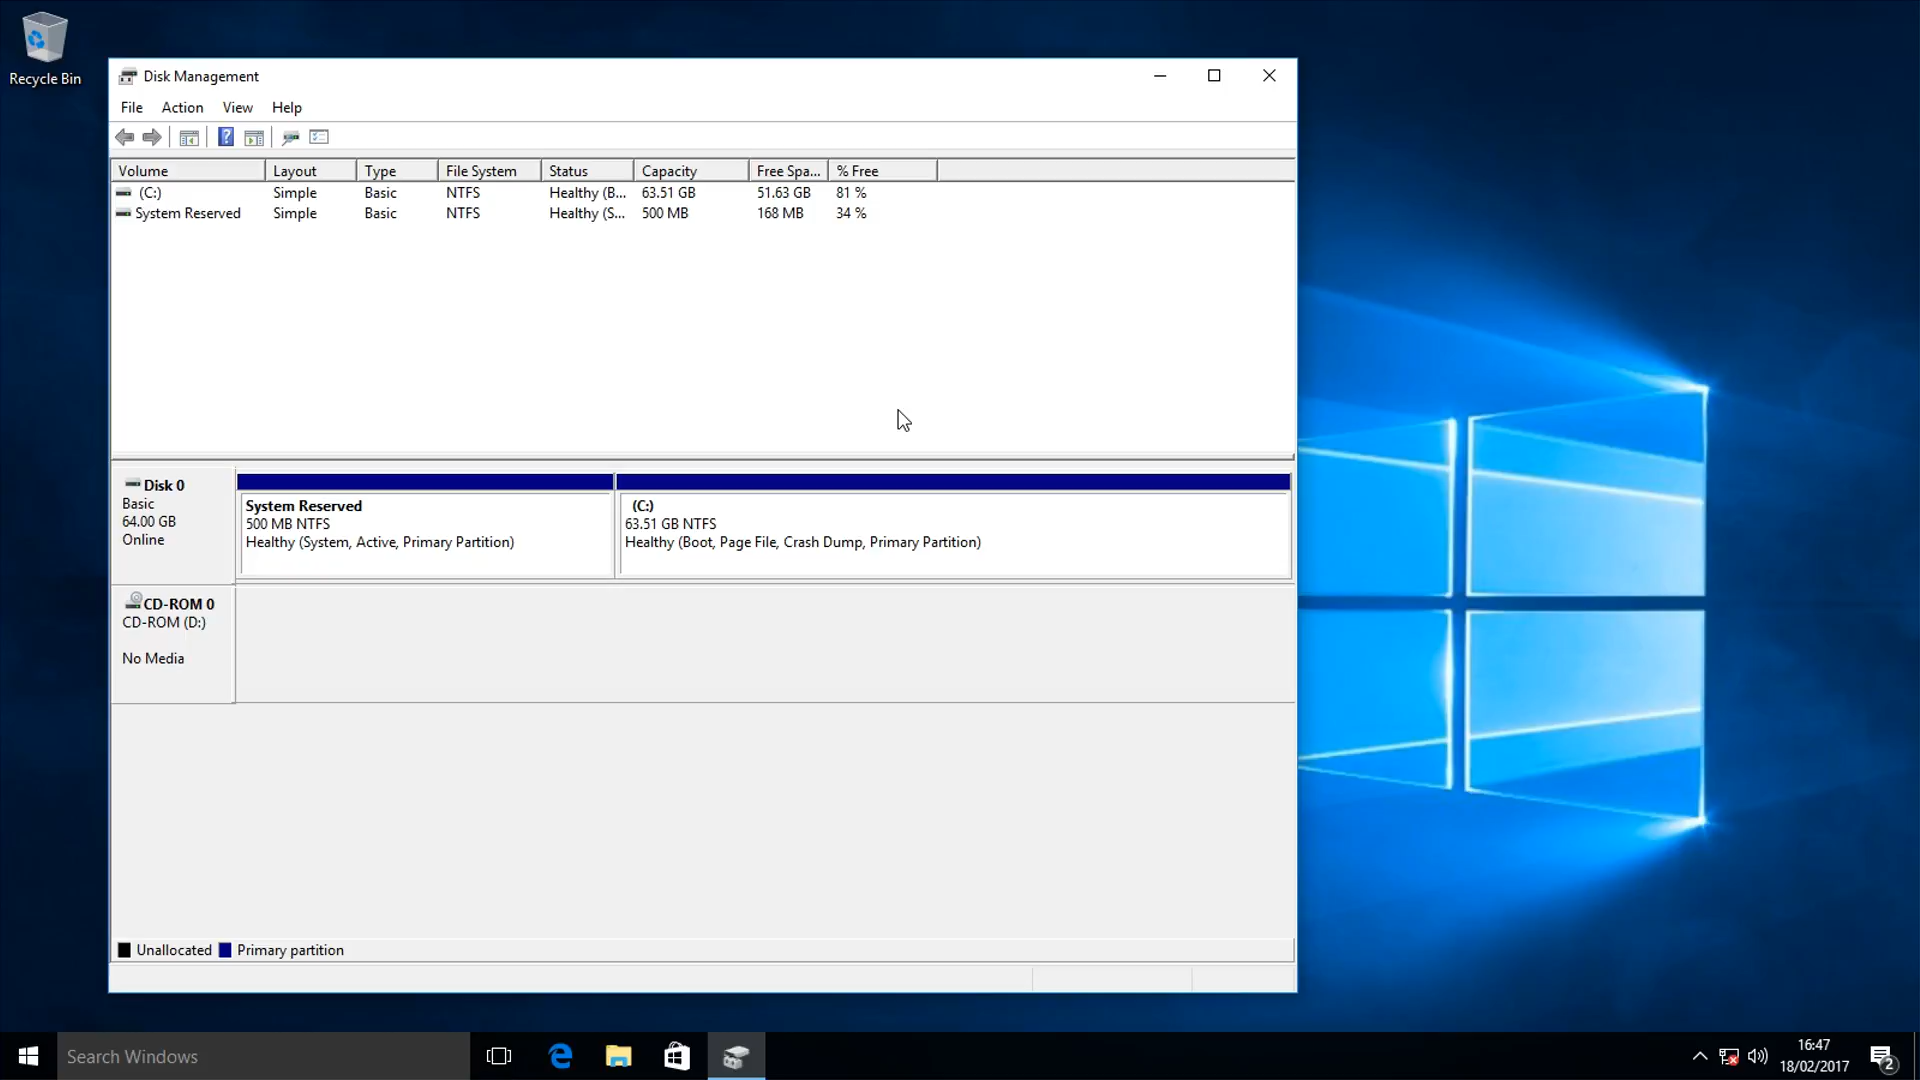 Recycle Bin
Disk Management
File Action View Help
Volume Layout Type File System Status Capacity Free Spa... % Free
(C:) Simple Basic NTFS Healthy (B... 63.51 GB 51.63 GB 81 %
System Reserved Simple Basic NTFS Healthy (S... 500 MB 168 MB 34 %
Disk 0
Basic
64.00 GB
Online
System Reserved
500 MB NTFS
Healthy (System, Active, Primary Partition)
(C:)
63.51 GB NTFS
Healthy (Boot, Page File, Crash Dump, Primary Partition)
CD-ROM 0
CD-ROM (D:)
No Media
Unallocated Primary partition
Search Windows
16:47
18/02/2017
2